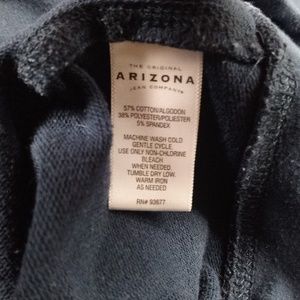 THE ORIGINAL
ARIZONA
JEAN COMPANY
57% COTTON/ALGODON
38% POLYESTER/POLIESTER
5% SPANDEX
MACHINE WASH COLD
GENTLE CYCLE.
USE ONLY NON-CHLORINE
BLEACH
WHEN NEEDED
TUMBLE DRY LOW.
WARM IRON
AS NEEDED
RN# 93677